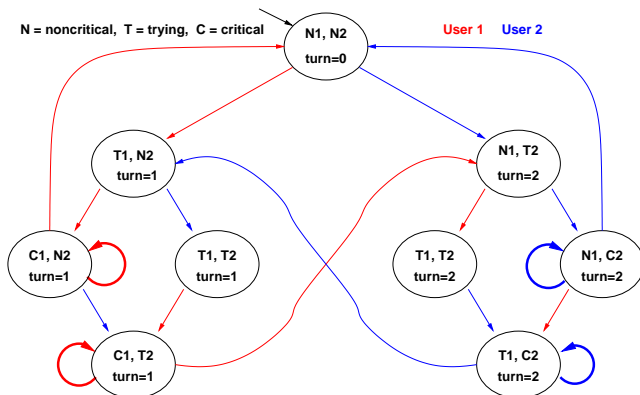 N = noncritical, T = trying, C = critical
User 1 User 2
N1, N2
turn=0
T1, N2
turn=1
N1, T2
turn=2
C1, N2
turn=1
T1, T2
turn=1
T1, T2
turn=2
N1, C2
turn=2
C1, T2
turn=1
T1, C2
turn=2